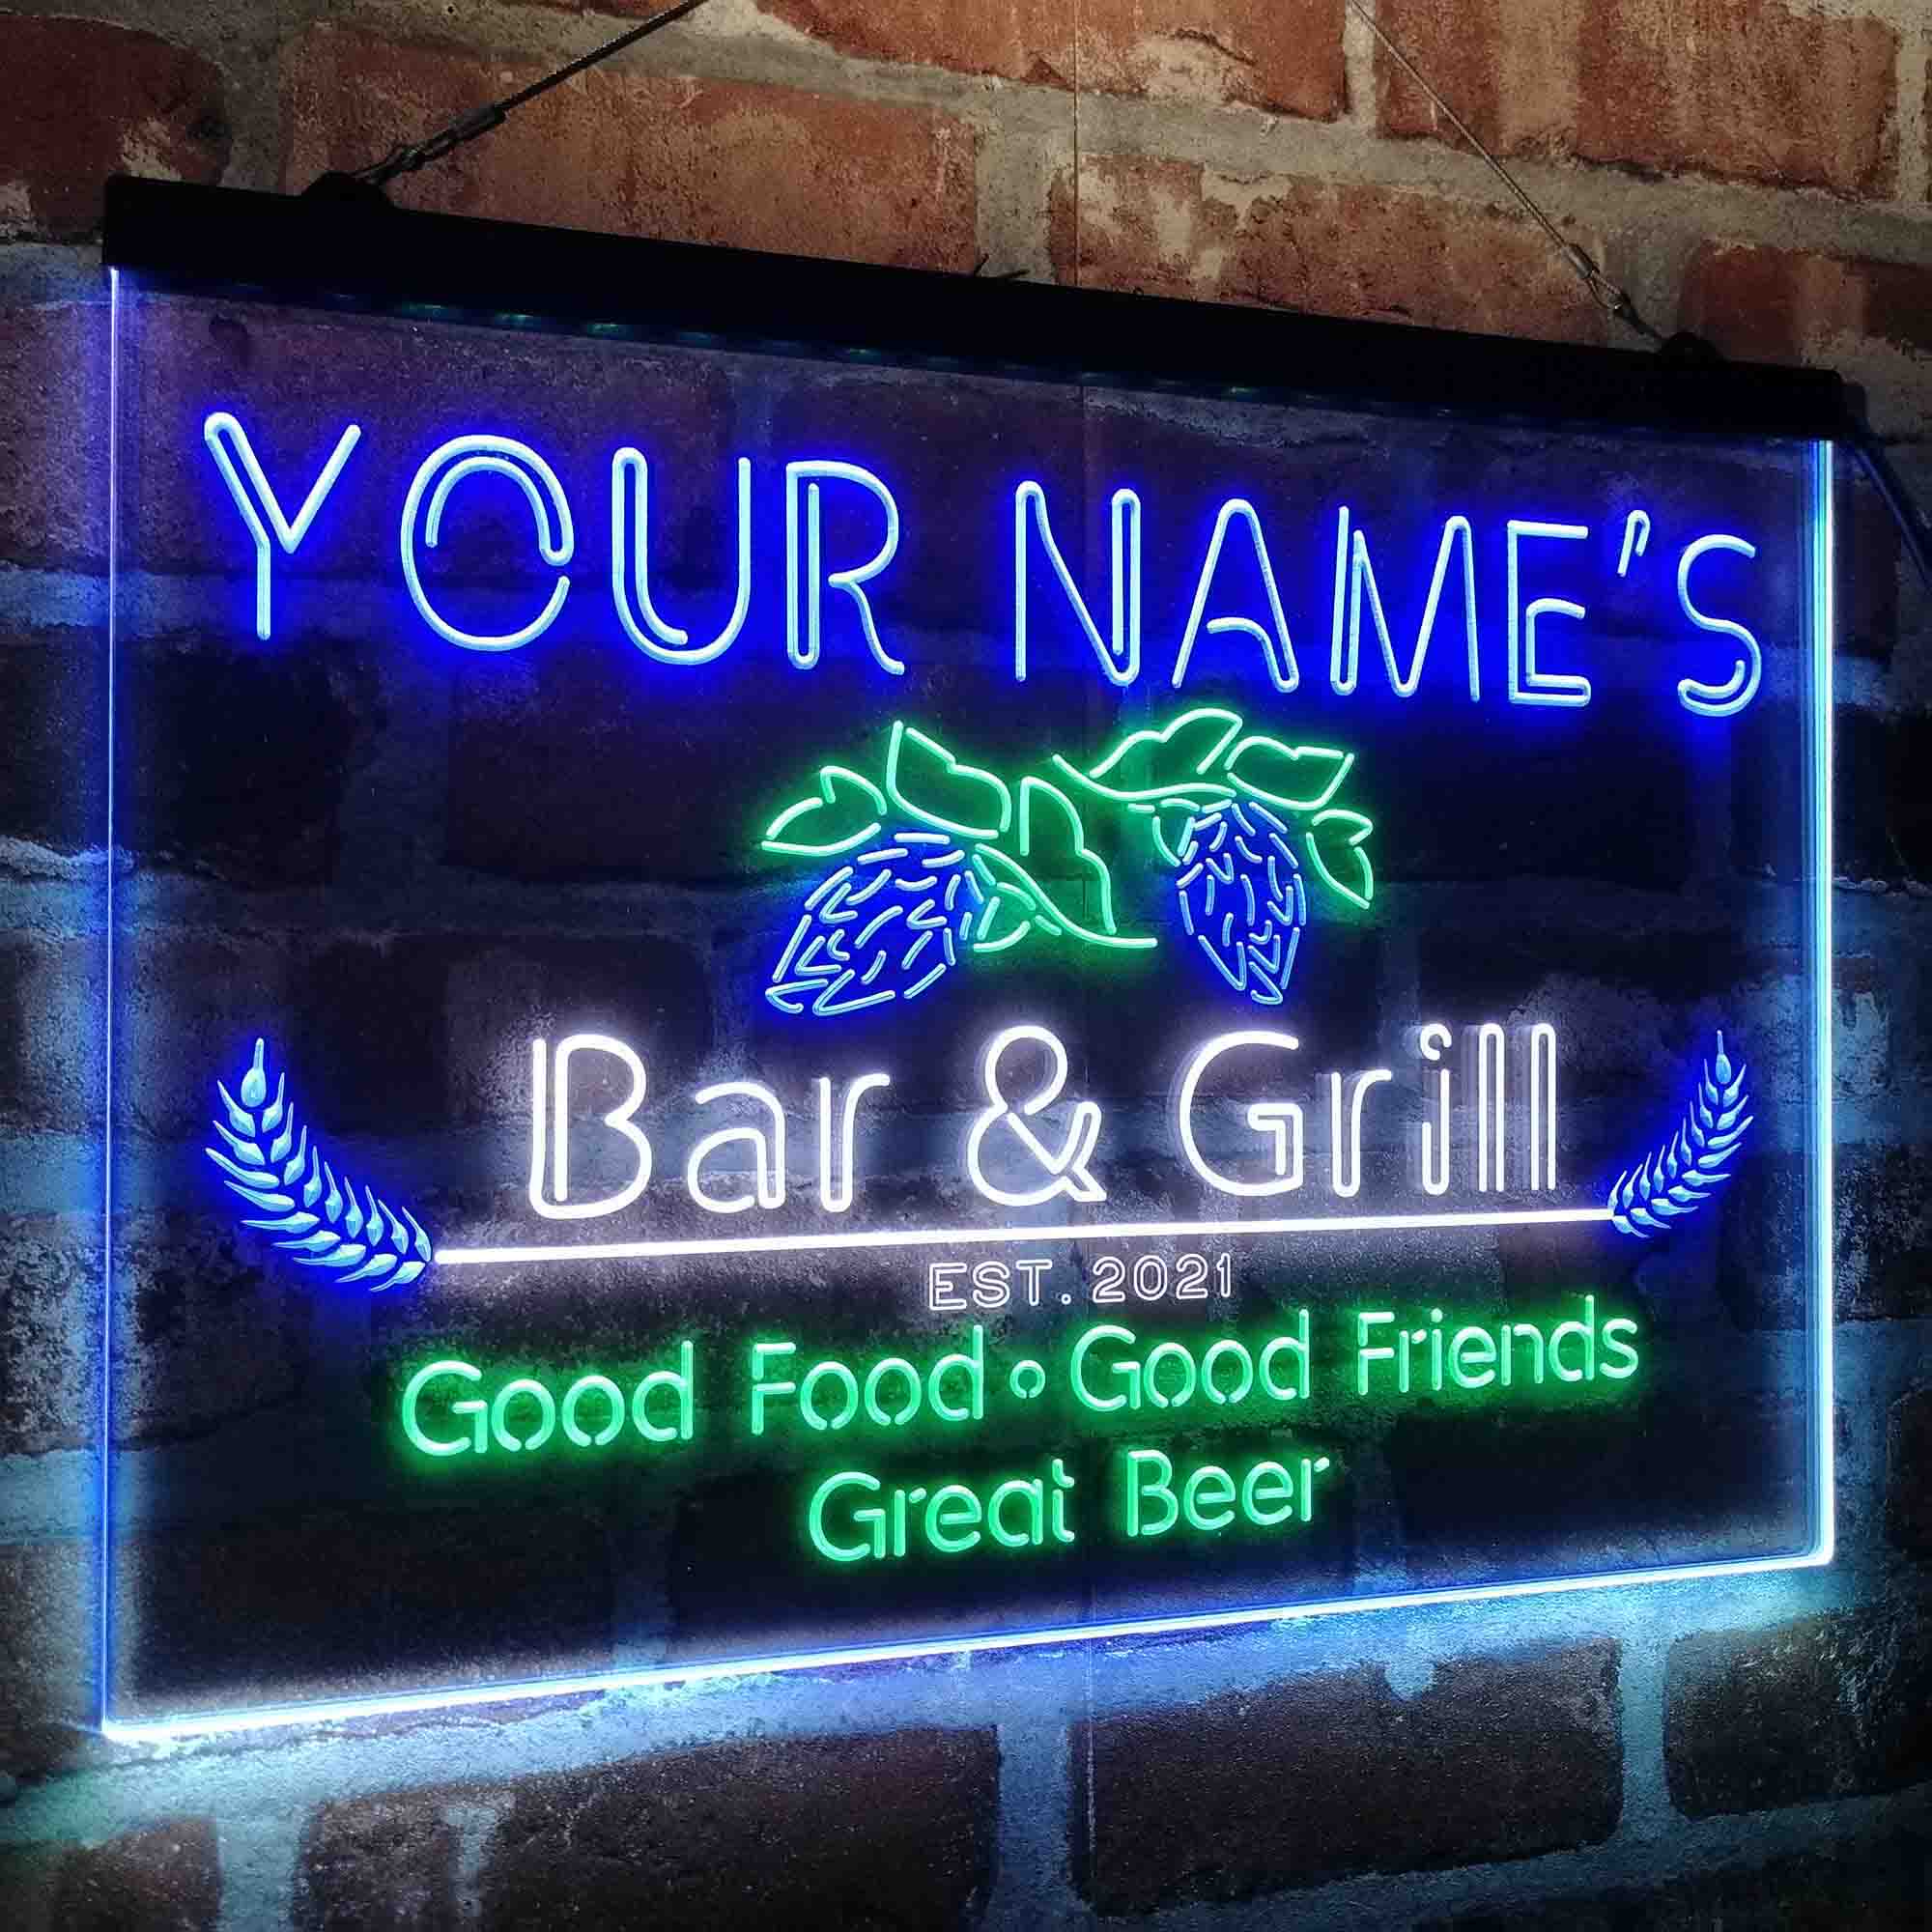 YOUR NAME'S
Bar & Grill
EST. 2021
Good Food • Good Friends
Great Beer